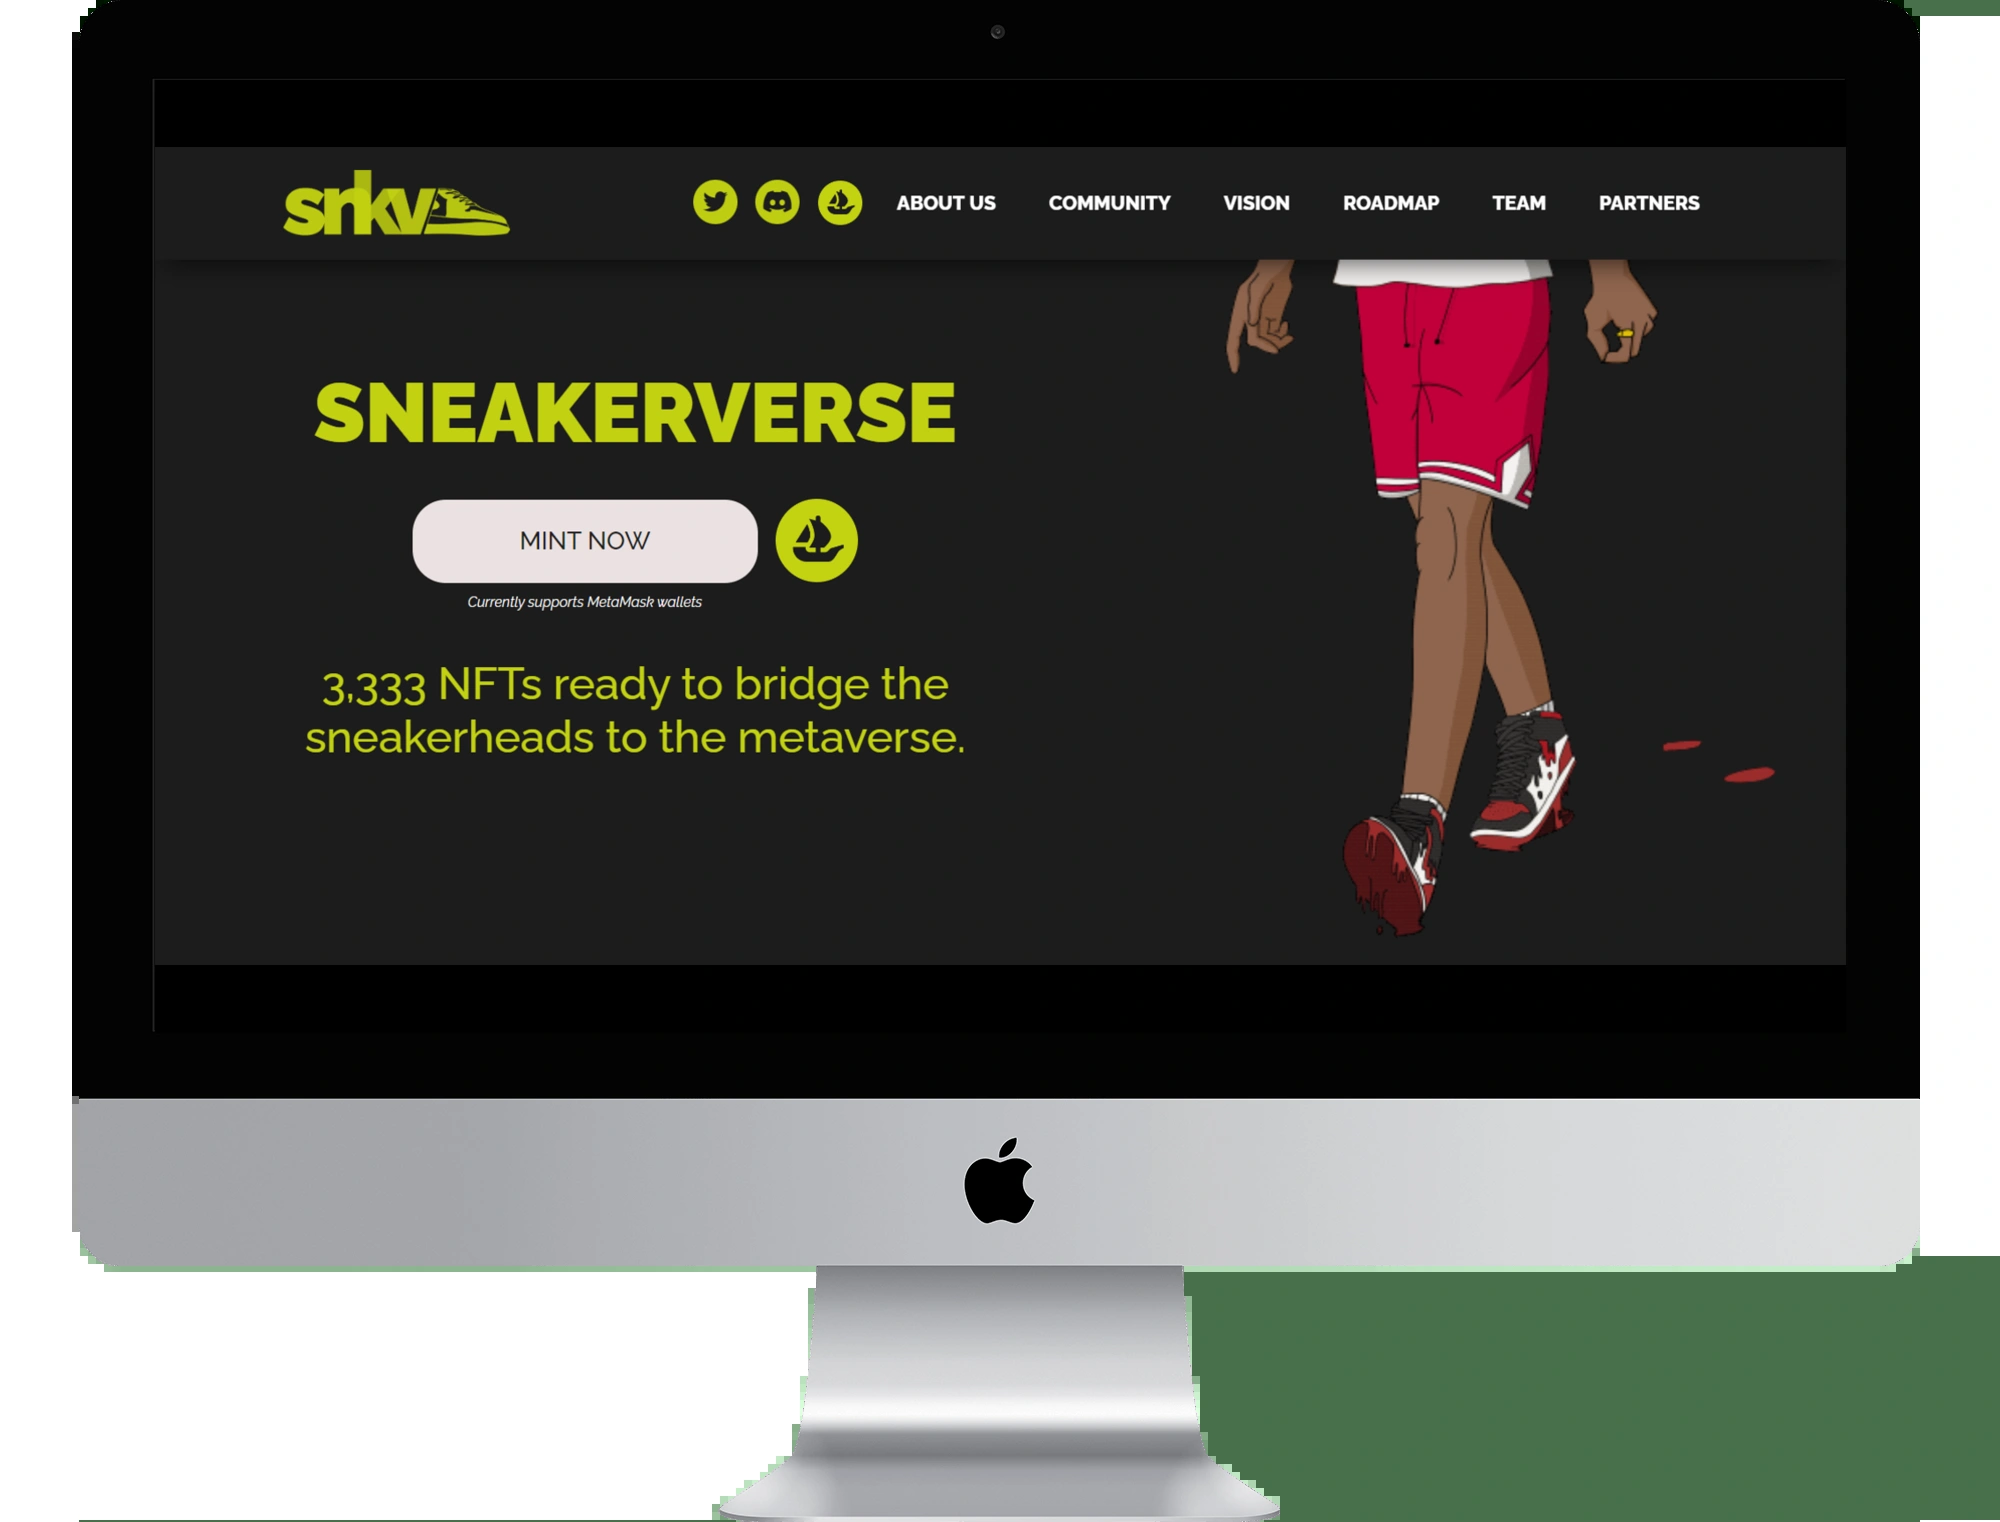 snkv
ABOUT US COMMUNITY VISION ROADMAP TEAM PARTNERS
SNEAKERVERSE
MINT NOW
Currently supports MetaMask wallets
3,333 NFTs ready to bridge the
sneakerheads to the metaverse.